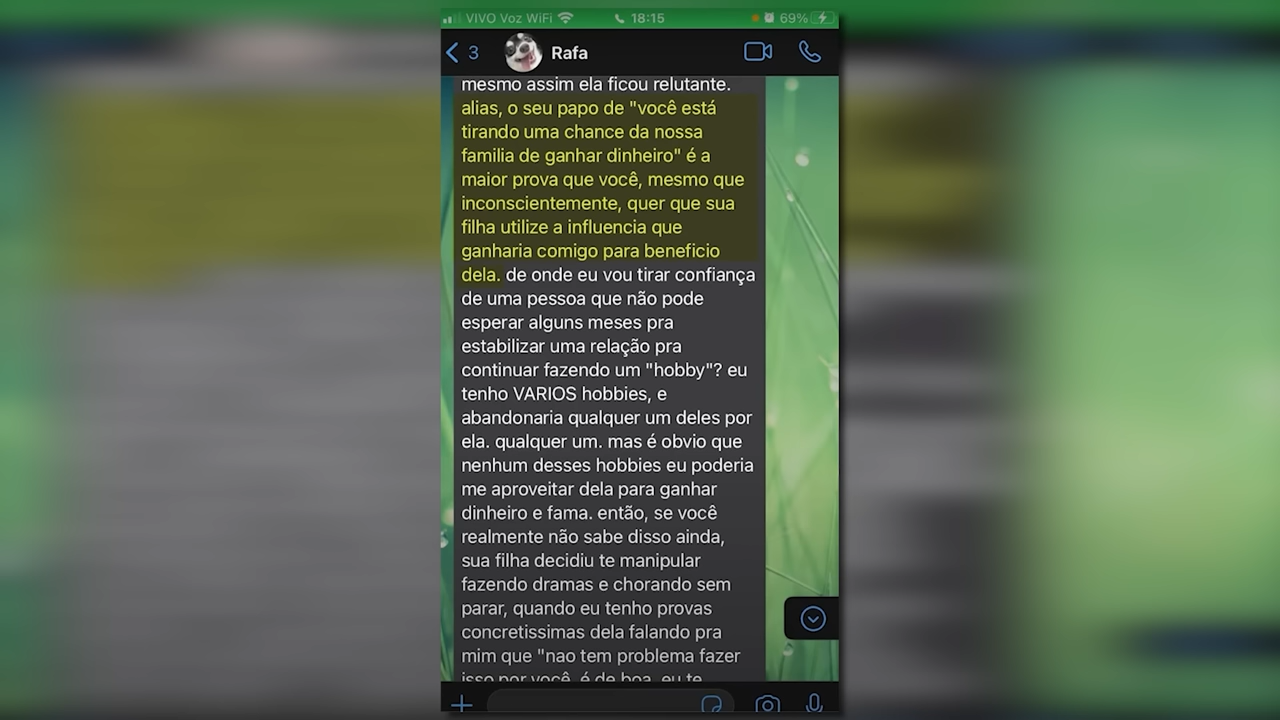 VIVO Voz WiFi 18:15 69%
3 Rafa
mesmo assim ela ficou relutante.
alias, o seu papo de "você está
tirando uma chance da nossa
familia de ganhar dinheiro" é a
maior prova que você, mesmo que
inconscientemente, quer que sua
filha utilize a influencia que
ganharia comigo para beneficio
dela. de onde eu vou tirar confiança
de uma pessoa que não pode
esperar alguns meses pra
estabilizar uma relação pra
continuar fazendo um "hobby"? eu
tenho VARIOS hobbies, e
abandonaria qualquer um deles por
ela. qualquer um. mas é obvio que
nenhum desses hobbies eu poderia
me aproveitar dela para ganhar
dinheiro e fama. então, se você
realmente não sabe disso ainda,
sua filha decidiu te manipular
fazendo dramas e chorando sem
parar, quando eu tenho provas
concretissimas dela falando pra
mim que "nao tem problema fazer
isso por você, é de boa, eu te